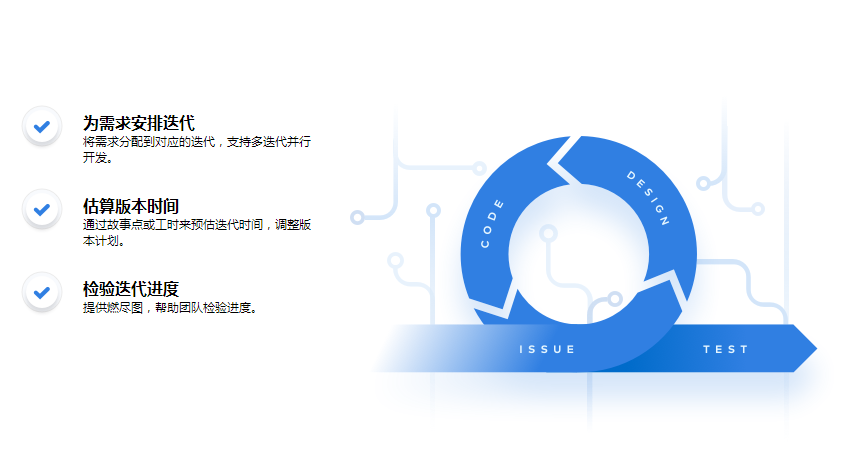 为需求安排迭代
将需求分配到对应的迭代，支持多迭代并行
开发。
估算版本时间
通过故事点或工时来预估迭代时间，调整版
本计划。
检验迭代进度
提供燃尽图，帮助团队检验进度。
CODE
DESIGN
ISSUE
TEST